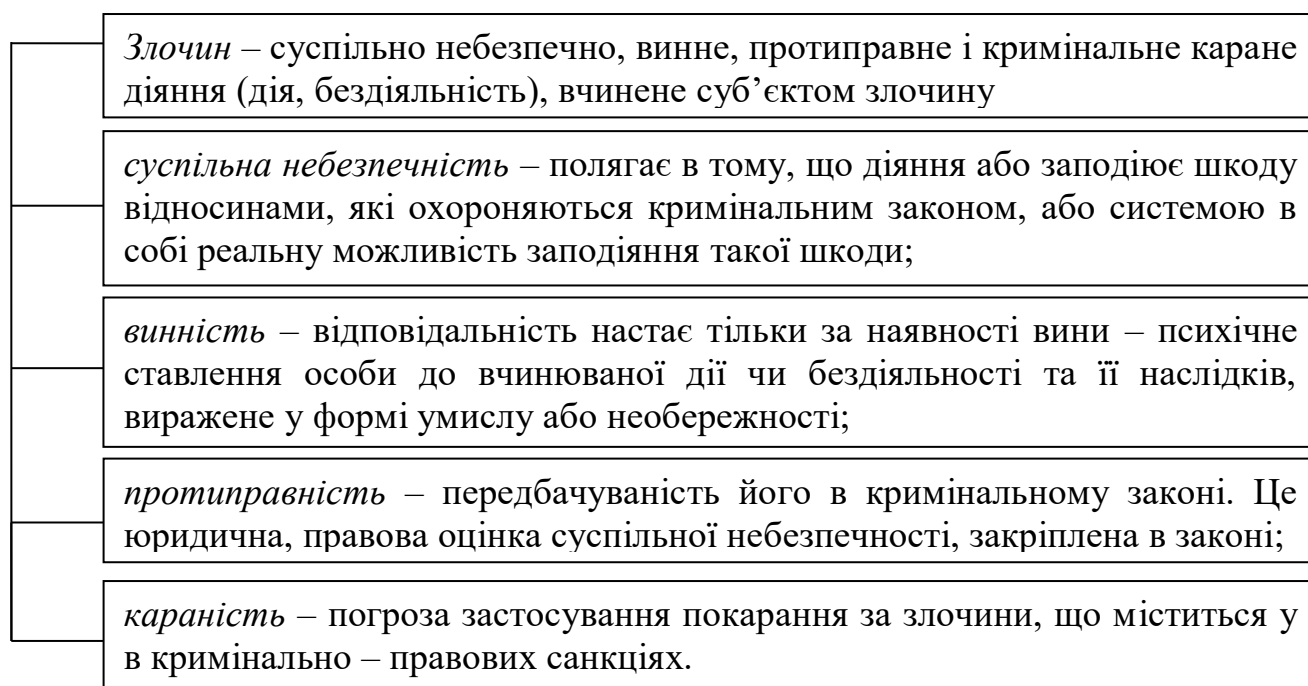 Злочин – суспільно небезпечно, винне, протиправне і кримінальне каране
діяння (дія, бездіяльність), вчинене суб’єктом злочину
суспільна небезпечність – полягає в тому, що діяння або заподіює шкоду
відносинами, які охороняються кримінальним законом, або системою в
собі реальну можливість заподіяння такої шкоди;
винність – відповідальність настає тільки за наявності вини – психічне
ставлення особи до вчинюваної дії чи бездіяльності та її наслідків,
виражене у формі умислу або необережності;
протиправність – передбачуваність його в кримінальному законі. Це
юридична, правова оцінка суспільної небезпечності, закріплена в законі;
караність – погроза застосування покарання за злочини, що міститься у
в кримінально – правових санкціях.